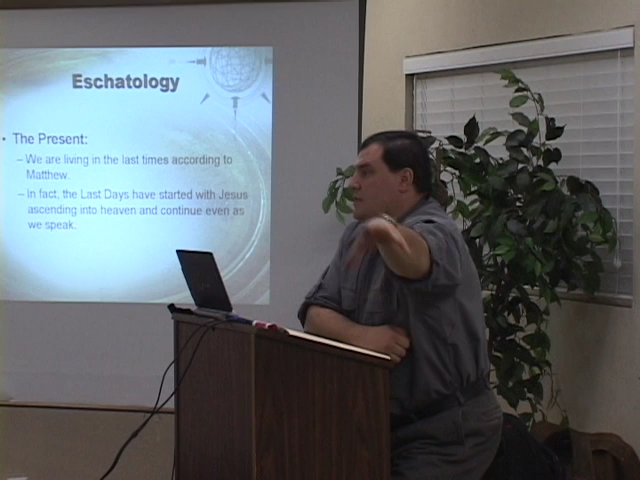 Eschatology
• The Present:
– We are living in the last times according to
Matthew.
– In fact, the Last Days have started with Jesus
ascending into heaven and continue even as
we speak.